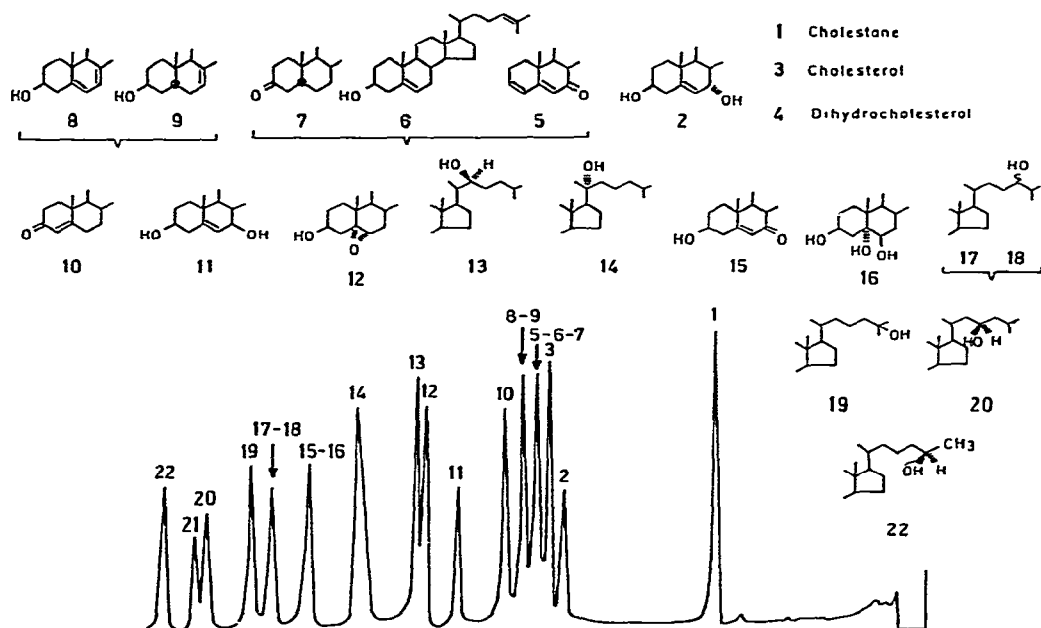 1 Cholestane
3 Cholesterol
4 Dihydrocholesterol
HO
HO
O
HO
O
HO
OH
8 9 7 6 5 2
HO H
OH
HO
O
HO
OH
HO
O
HO
O
HO
HO
OH
10 11 12 13 14 15 16 17 18
OH
HO H
19 20
CH3
OH H
22
1
8-9
5-6-7
3
13
12
14
10
17-18
19
15-16
22
11
2
20
21